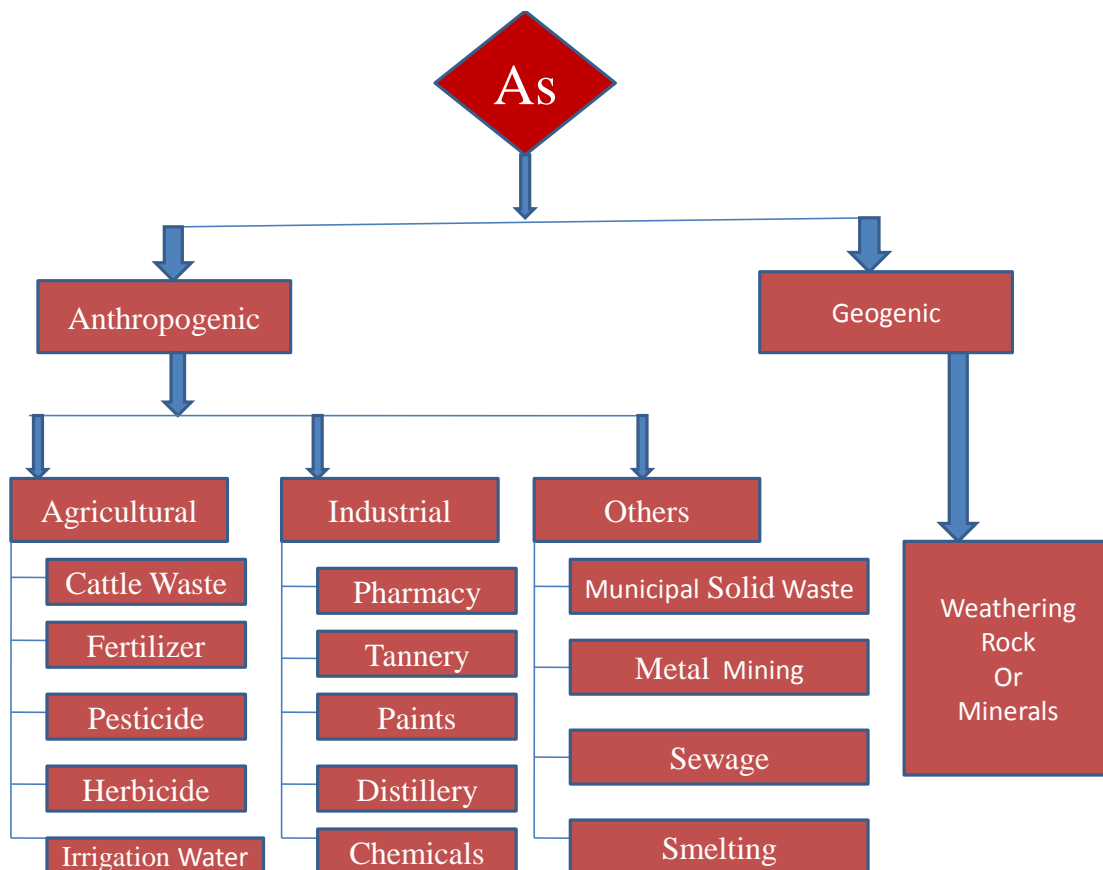 As
Anthropogenic
Geogenic
Agricultural
Industrial
Others
Cattle Waste
Fertilizer
Pesticide
Herbicide
Irrigation Water
Pharmacy
Tannery
Paints
Distillery
Chemicals
Municipal Solid Waste
Metal Mining
Sewage
Smelting
Weathering
Rock
Or
Minerals